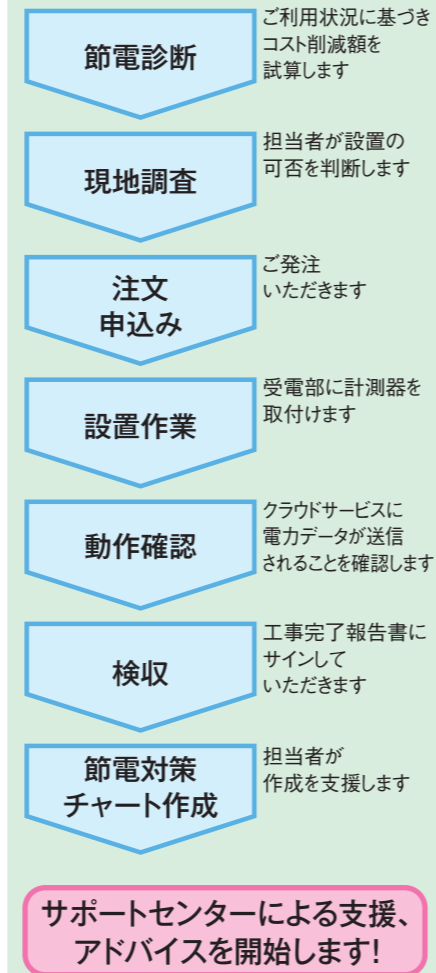 節電診断
ご利用状況に基づき
コスト削減額を
試算します
現地調査
担当者が設置の
可否を判断します
注文
申込み
ご発注
いただきます
設置作業
受電部に計測器を
取付けます
動作確認
クラウドサービスに
電力データが送信
されることを確認します
検収
工事完了報告書に
サインして
いただきます
節電対策
チャート作成
担当者が
作成を支援します
サポートセンターによる支援、
アドバイスを開始します!